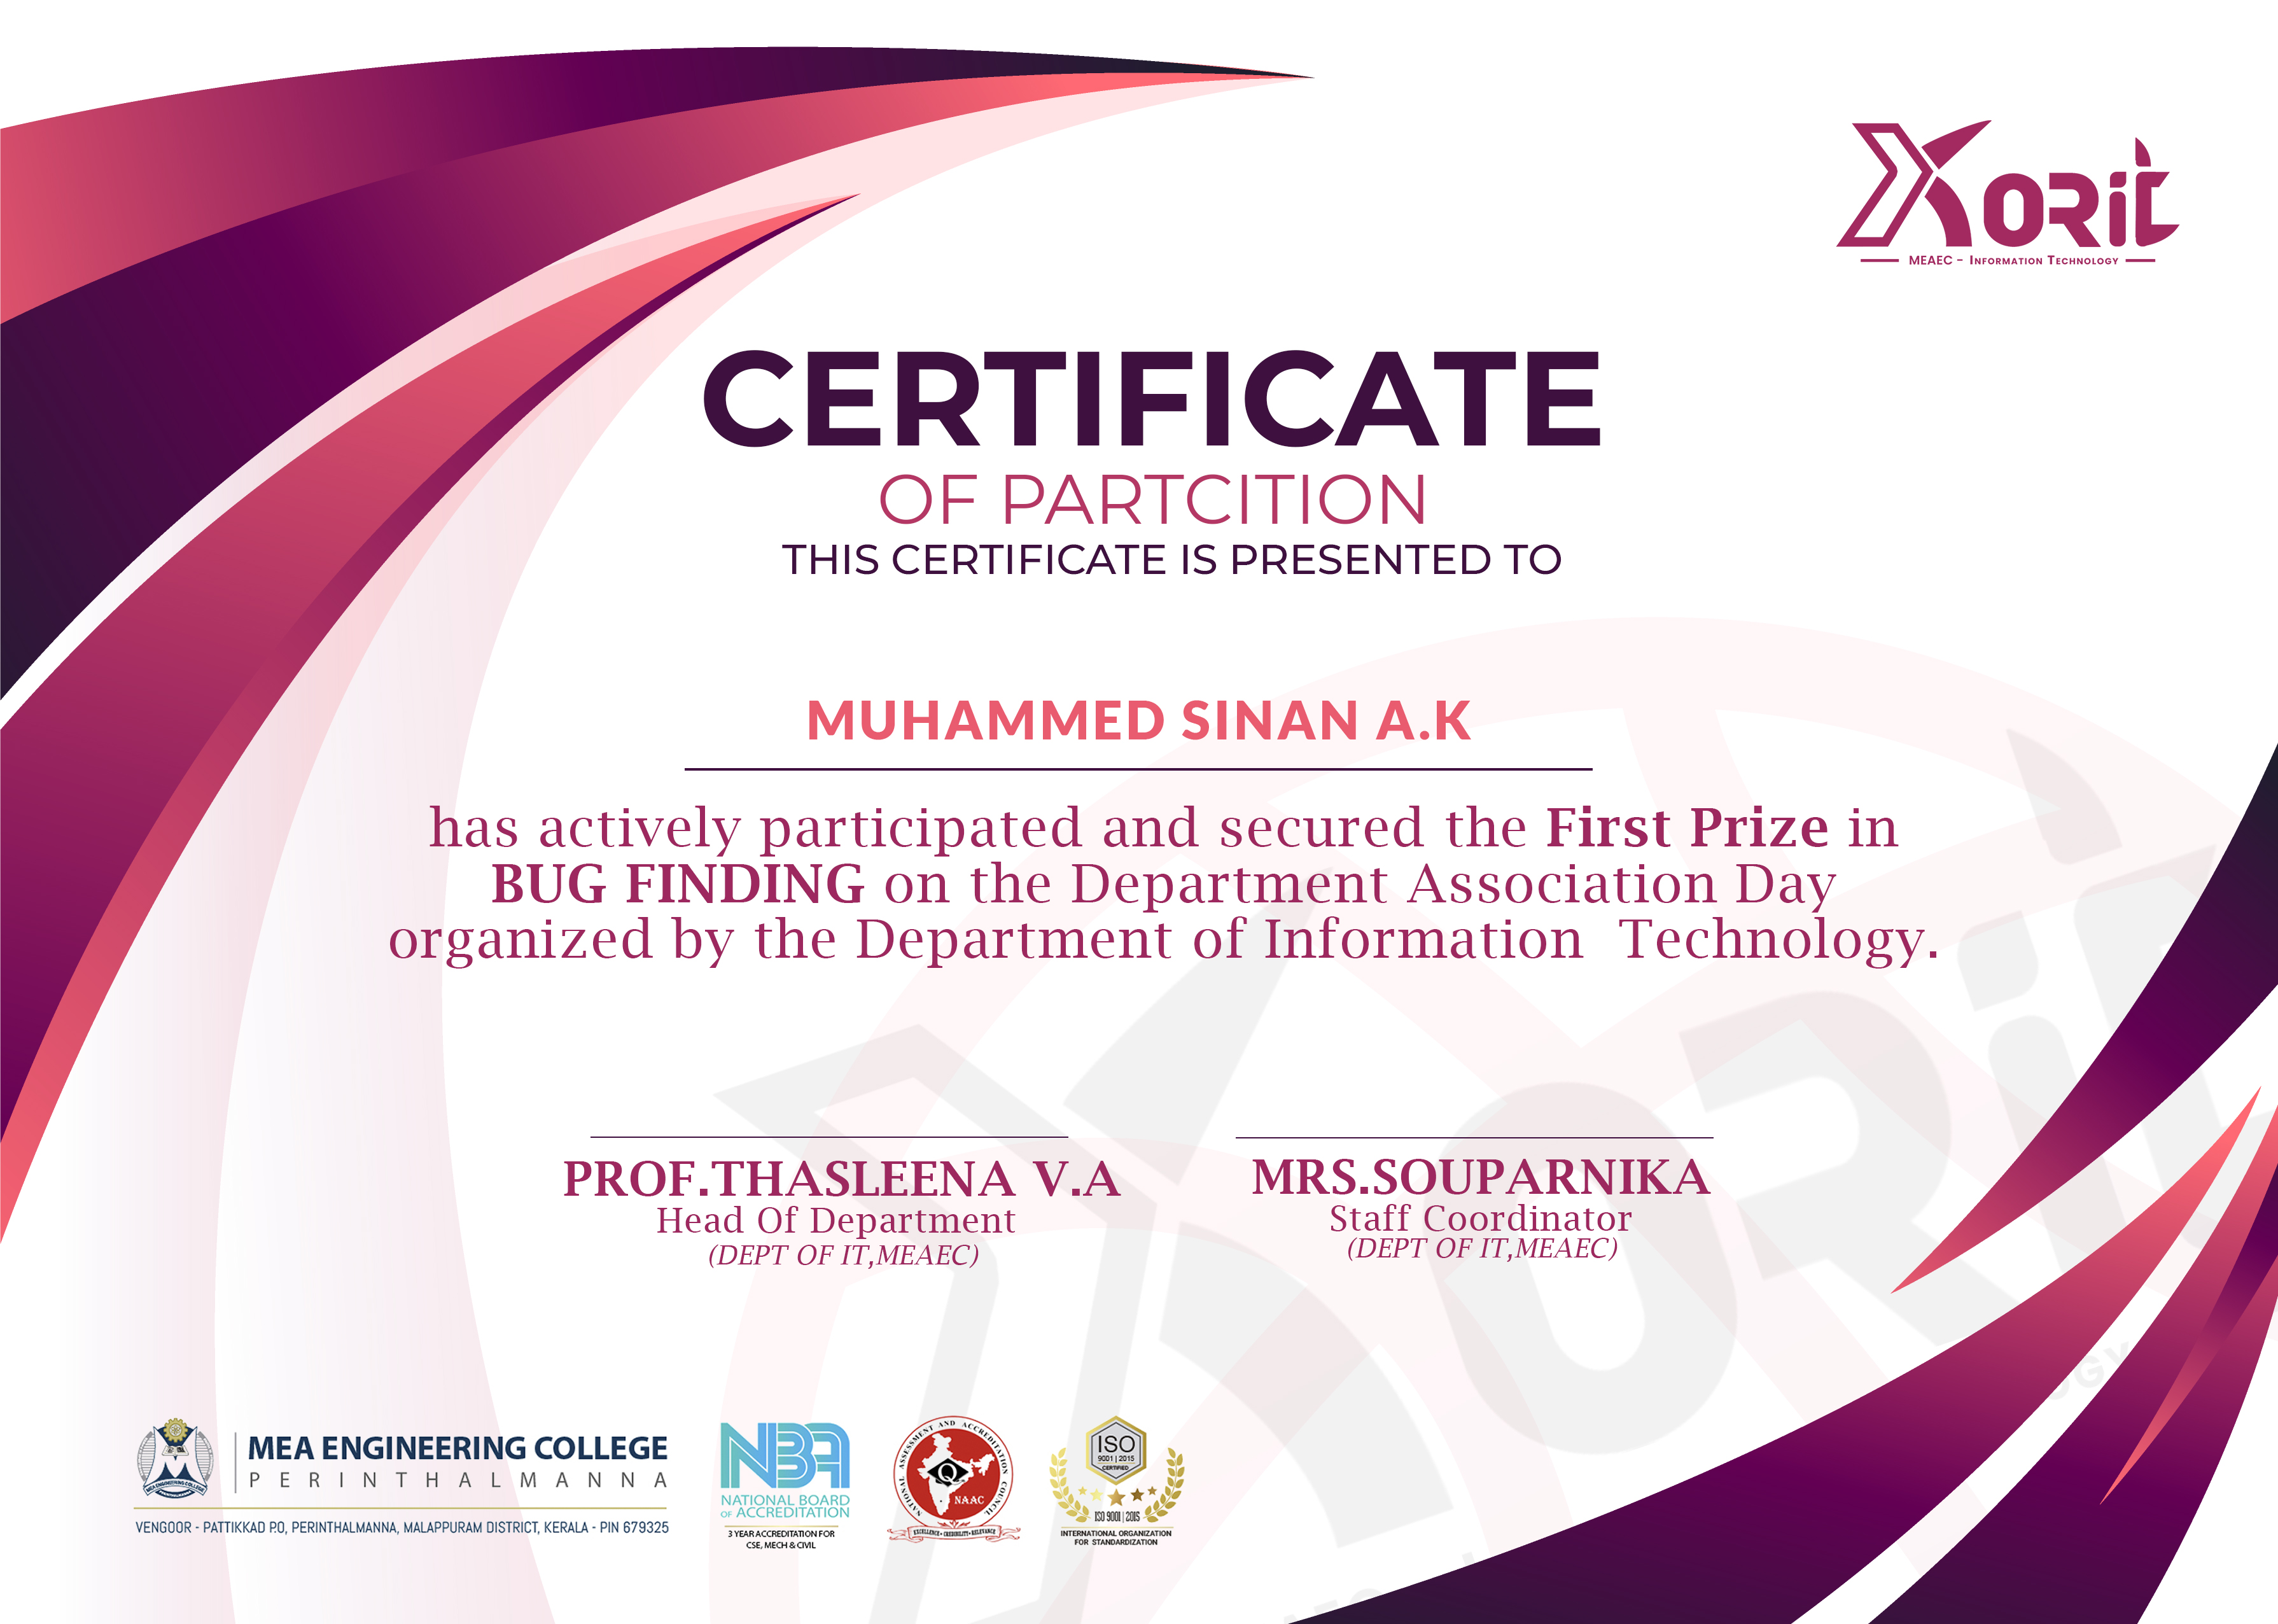 XORiT
MEAEC - INFORMATION TECHNOLOGY
CERTIFICATE
OF PARTCITION
THIS CERTIFICATE IS PRESENTED TO
MUHAMMED SINAN A.K
has actively participated and secured the First Prize in
BUG FINDING on the Department Association Day
organized by the Department of Information Technology.
PROF.THASLEENA V.A
Head Of Department
(DEPT OF IT,MEAEC)
MRS.SOUPARNIKA
Staff Coordinator
(DEPT OF IT,MEAEC)
MEA ENGINEERING COLLEGE
PERINTHALMANNA
VENGOOR - PATTIKKAD P.O, PERINTHALMANNA, MALAPPURAM DISTRICT, KERALA - PIN 679325
NBA
NATIONAL BOARD
OF ACCREDITATION
3 YEAR ACCREDITATION FOR
CSE, MECH & CIVIL
NATIONAL ASSESSMENT AND ACCREDITATION COUNCIL
Q
NAAC
EXCELLENCE • CREDIBILITY • RELEVANCE
ISO
9001 | 2015
CERTIFIED
ISO 9001 | 2015
INTERNATIONAL ORGANIZATION
FOR STANDARDIZATION